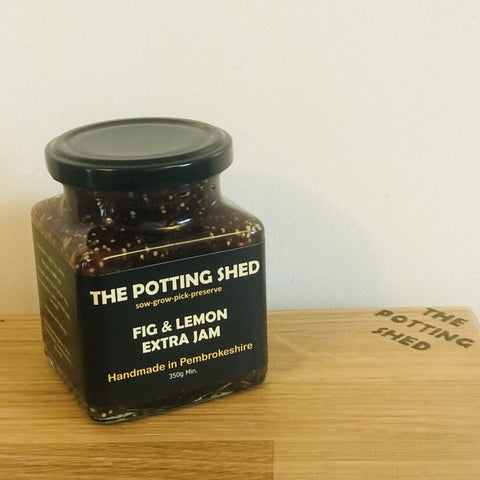 THE POTTING SHED
sow-grow-pick-preserve
FIG & LEMON
EXTRA JAM
Handmade in Pembrokeshire
350g Min.
THE
POTTING
SHED